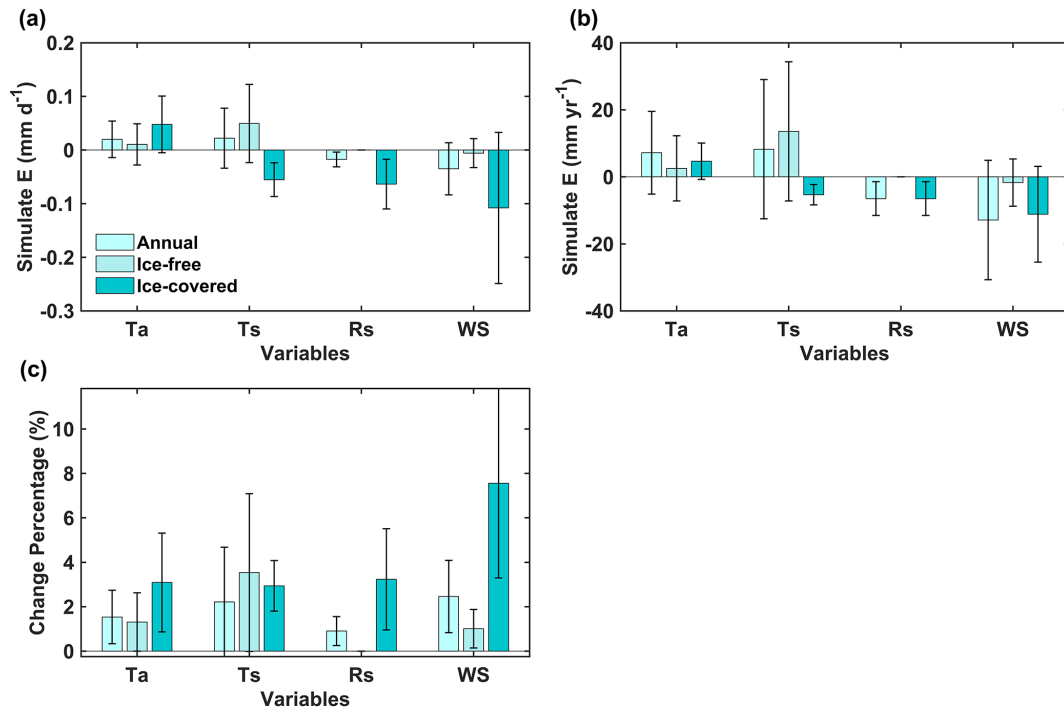 (a)
0.2
0.1
0
-0.1
-0.2
-0.3
Simulate E (mm d-1)
Annual
Ice-free
Ice-covered
Ta Ts Rs WS
Variables
(b)
40
20
0
-20
-40
Simulate E (mm yr-1)
Ta Ts Rs WS
Variables
(c)
10
8
6
4
2
0
Change Percentage (%)
Ta Ts Rs WS
Variables